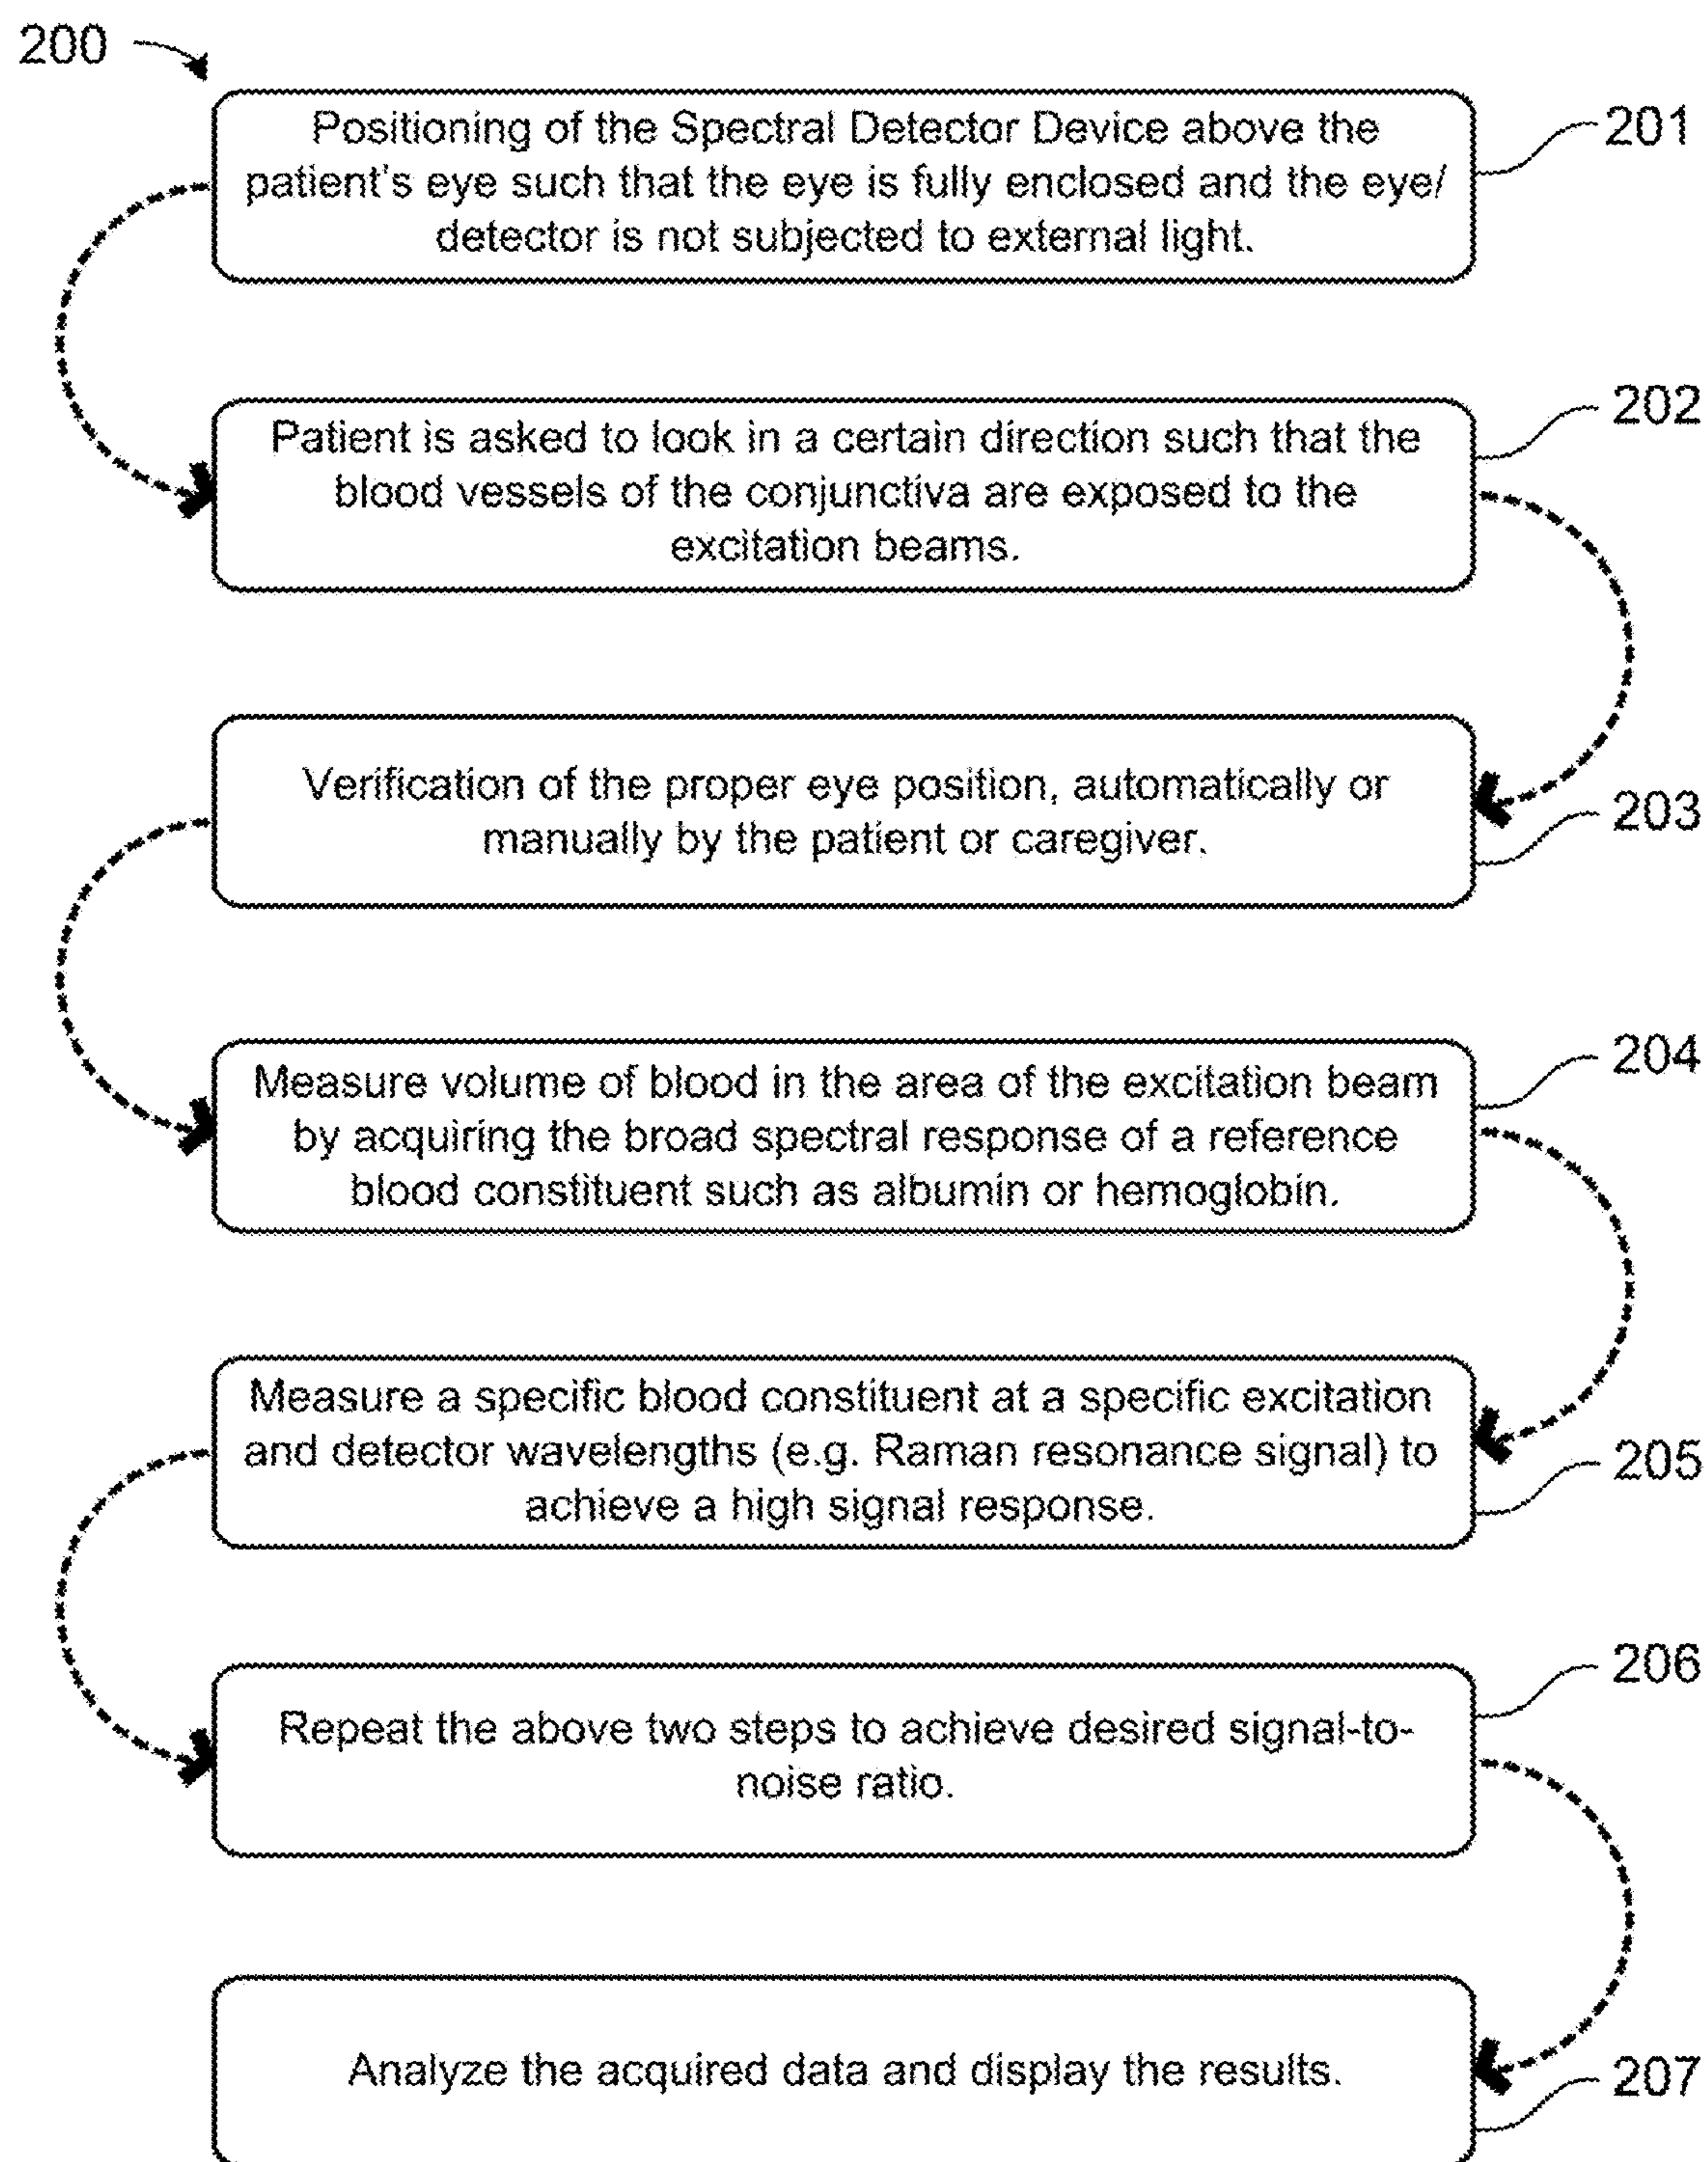 200
Positioning of the Spectral Detector Device above the
patient's eye such that the eye is fully enclosed and the eye/
detector is not subjected to external light.
201
Patient is asked to look in a certain direction such that the
blood vessels of the conjunctiva are exposed to the
excitation beams.
202
Verification of the proper eye position, automatically or
manually by the patient or caregiver.
203
Measure volume of blood in the area of the excitation beam
by acquiring the broad spectral response of a reference
blood constituent such as albumin or hemoglobin.
204
Measure a specific blood constituent at a specific excitation
and detector wavelengths (e.g. Raman resonance signal) to
achieve a high signal response.
205
Repeat the above two steps to achieve desired signal-to-
noise ratio.
206
Analyze the acquired data and display the results.
207